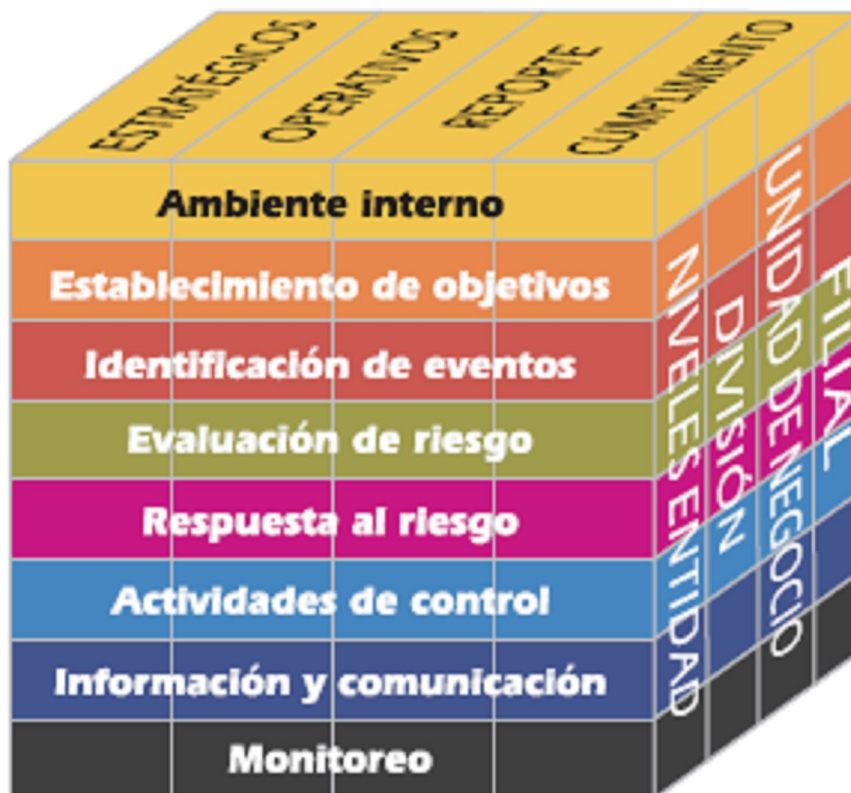 ESTRATÉGICOS
OPERATIVOS
REPORTE
CUMPLIMIENTO
Ambiente interno
Establecimiento de objetivos
Identificación de eventos
Evaluación de riesgo
Respuesta al riesgo
Actividades de control
Información y comunicación
Monitoreo
NIVELES ENTIDAD
DIVISIÓN
UNIDAD DE NEGOCIO
FILIAL